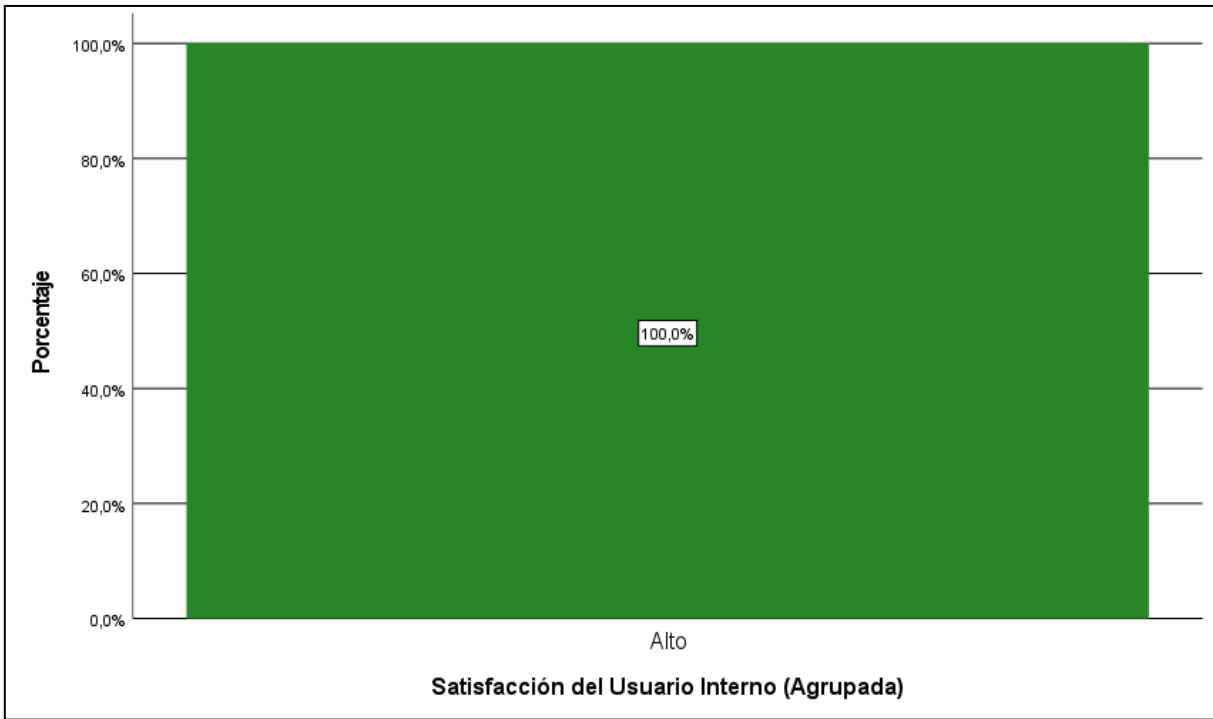 100,0%
80,0%
60,0%
40,0%
20,0%
0,0%
Porcentaje
100,0%
Alto
Satisfacción del Usuario Interno (Agrupada)